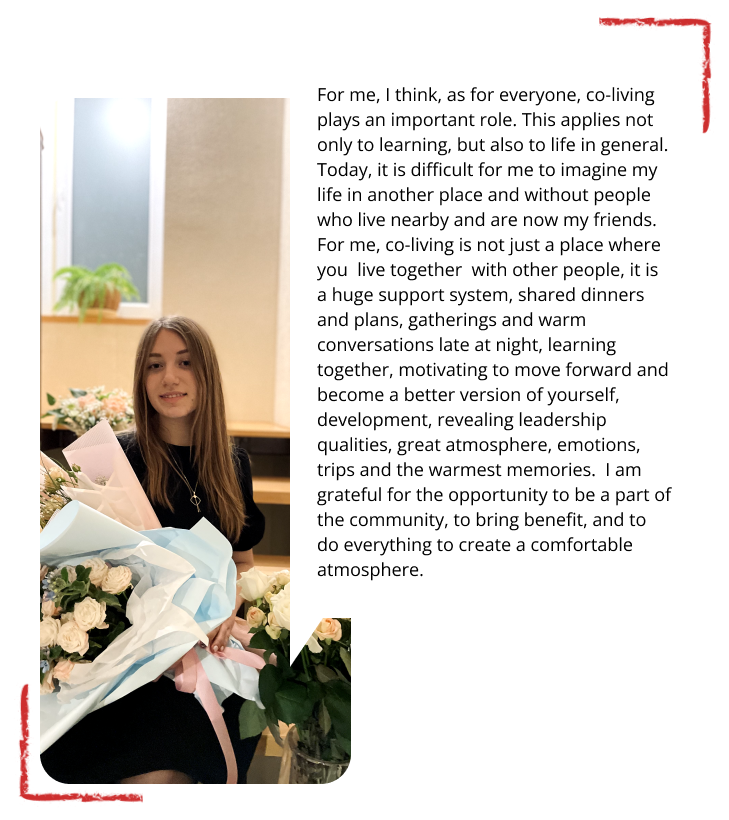 For me, I think, as for everyone, co-living
plays an important role. This applies not
only to learning, but also to life in general.
Today, it is difficult for me to imagine my
life in another place and without people
who live nearby and are now my friends.
For me, co-living is not just a place where
you  live together  with other people, it is
a huge support system, shared dinners
and plans, gatherings and warm
conversations late at night, learning
together, motivating to move forward and
become a better version of yourself,
development, revealing leadership
qualities, great atmosphere, emotions,
trips and the warmest memories.  I am
grateful for the opportunity to be a part of
the community, to bring benefit, and to
do everything to create a comfortable
atmosphere.